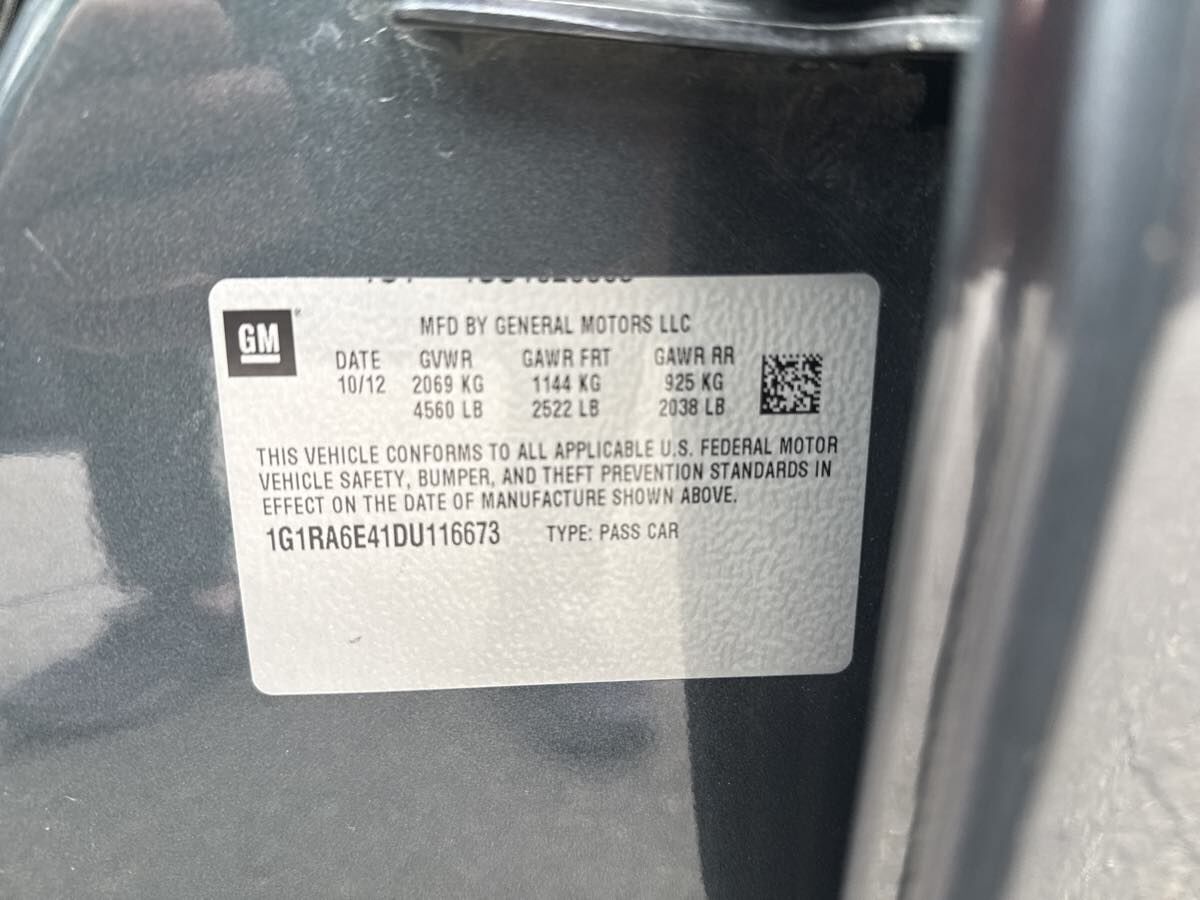 GM
MFD BY GENERAL MOTORS LLC
DATE GVWR GAWR FRT GAWR RR
10/12 2069 KG 1144 KG 925 KG
4560 LB 2522 LB 2038 LB
THIS VEHICLE CONFORMS TO ALL APPLICABLE U.S. FEDERAL MOTOR
VEHICLE SAFETY, BUMPER, AND THEFT PREVENTION STANDARDS IN
EFFECT ON THE DATE OF MANUFACTURE SHOWN ABOVE.
1G1RA6E41DU116673 TYPE: PASS CAR